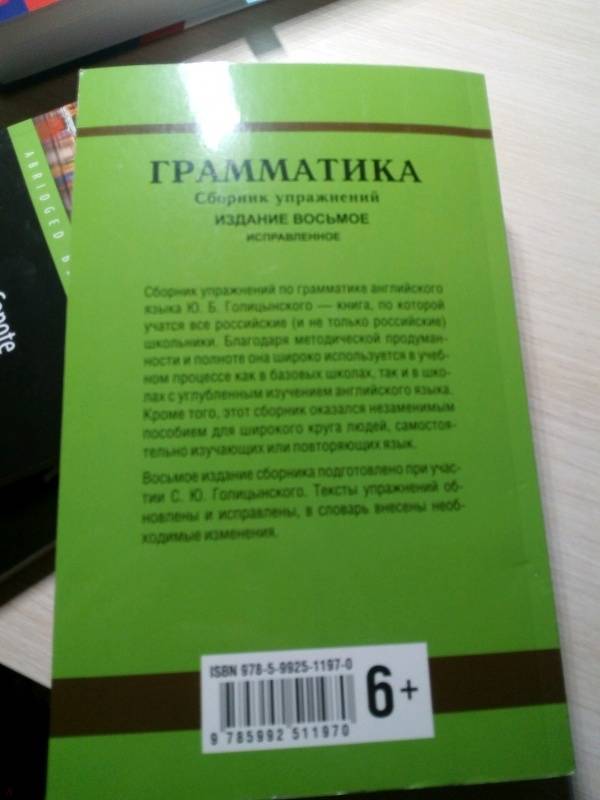 ABRIDGED
Capote
ГРАММАТИКА
Сборник упражнений
ИЗДАНИЕ ВОСЬМОЕ
ИСПРАВЛЕННОЕ
Сборник упражнений по грамматике английского
языка Ю. Б. Голицынского — книга, по которой
учатся все российские (и не только российские)
школьники. Благодаря методической продуман-
ности и полноте она широко используется в учеб-
ном процессе как в базовых школах, так и в шко-
лах с углубленным изучением английского языка.
Кроме того, этот сборник оказался незаменимым
пособием для широкого круга людей, самостоя-
тельно изучающих или повторяющих язык.
Восьмое издание сборника подготовлено при учас-
тии С. Ю. Голицынского. Тексты упражнений об-
новлены и исправлены, в словарь внесены необ-
ходимые изменения.
ISBN 978-5-9925-1197-0
6+
9 785992 511970